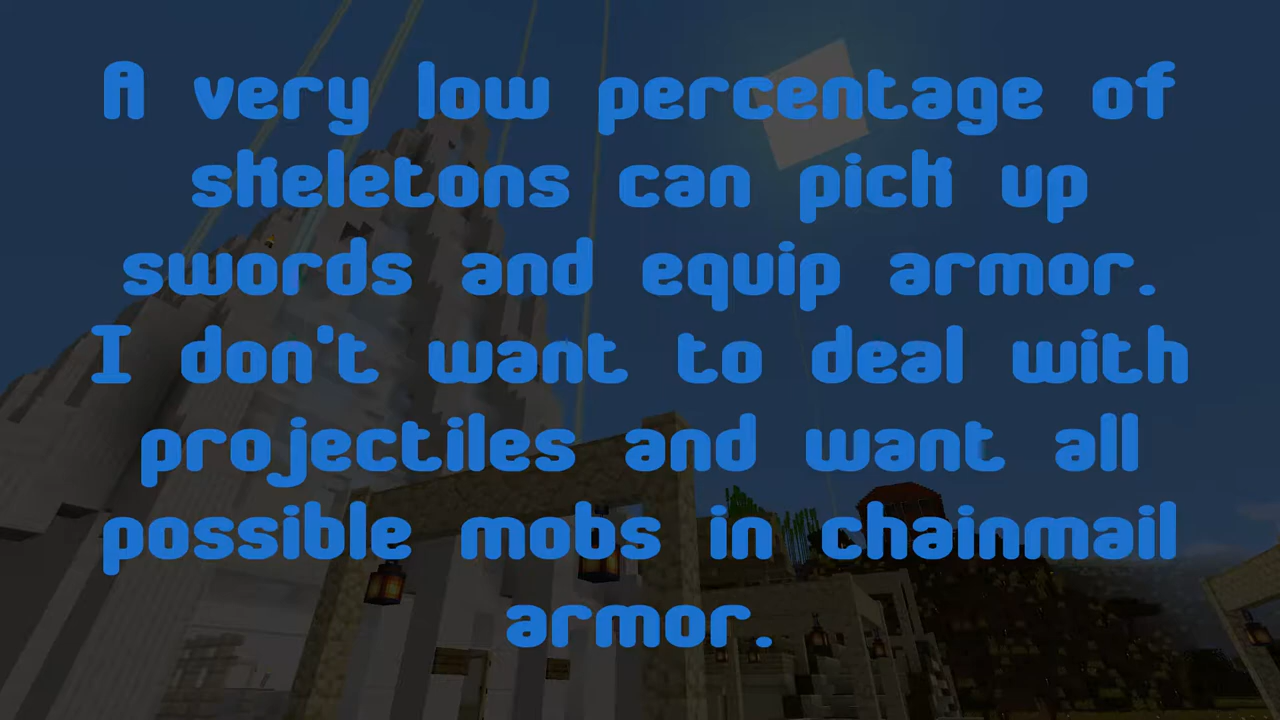 A very low percentage of
skeletons can pick up
swords and equip armor.
I don't want to deal with
projectiles and want all
possible mobs in chainmail
armor.